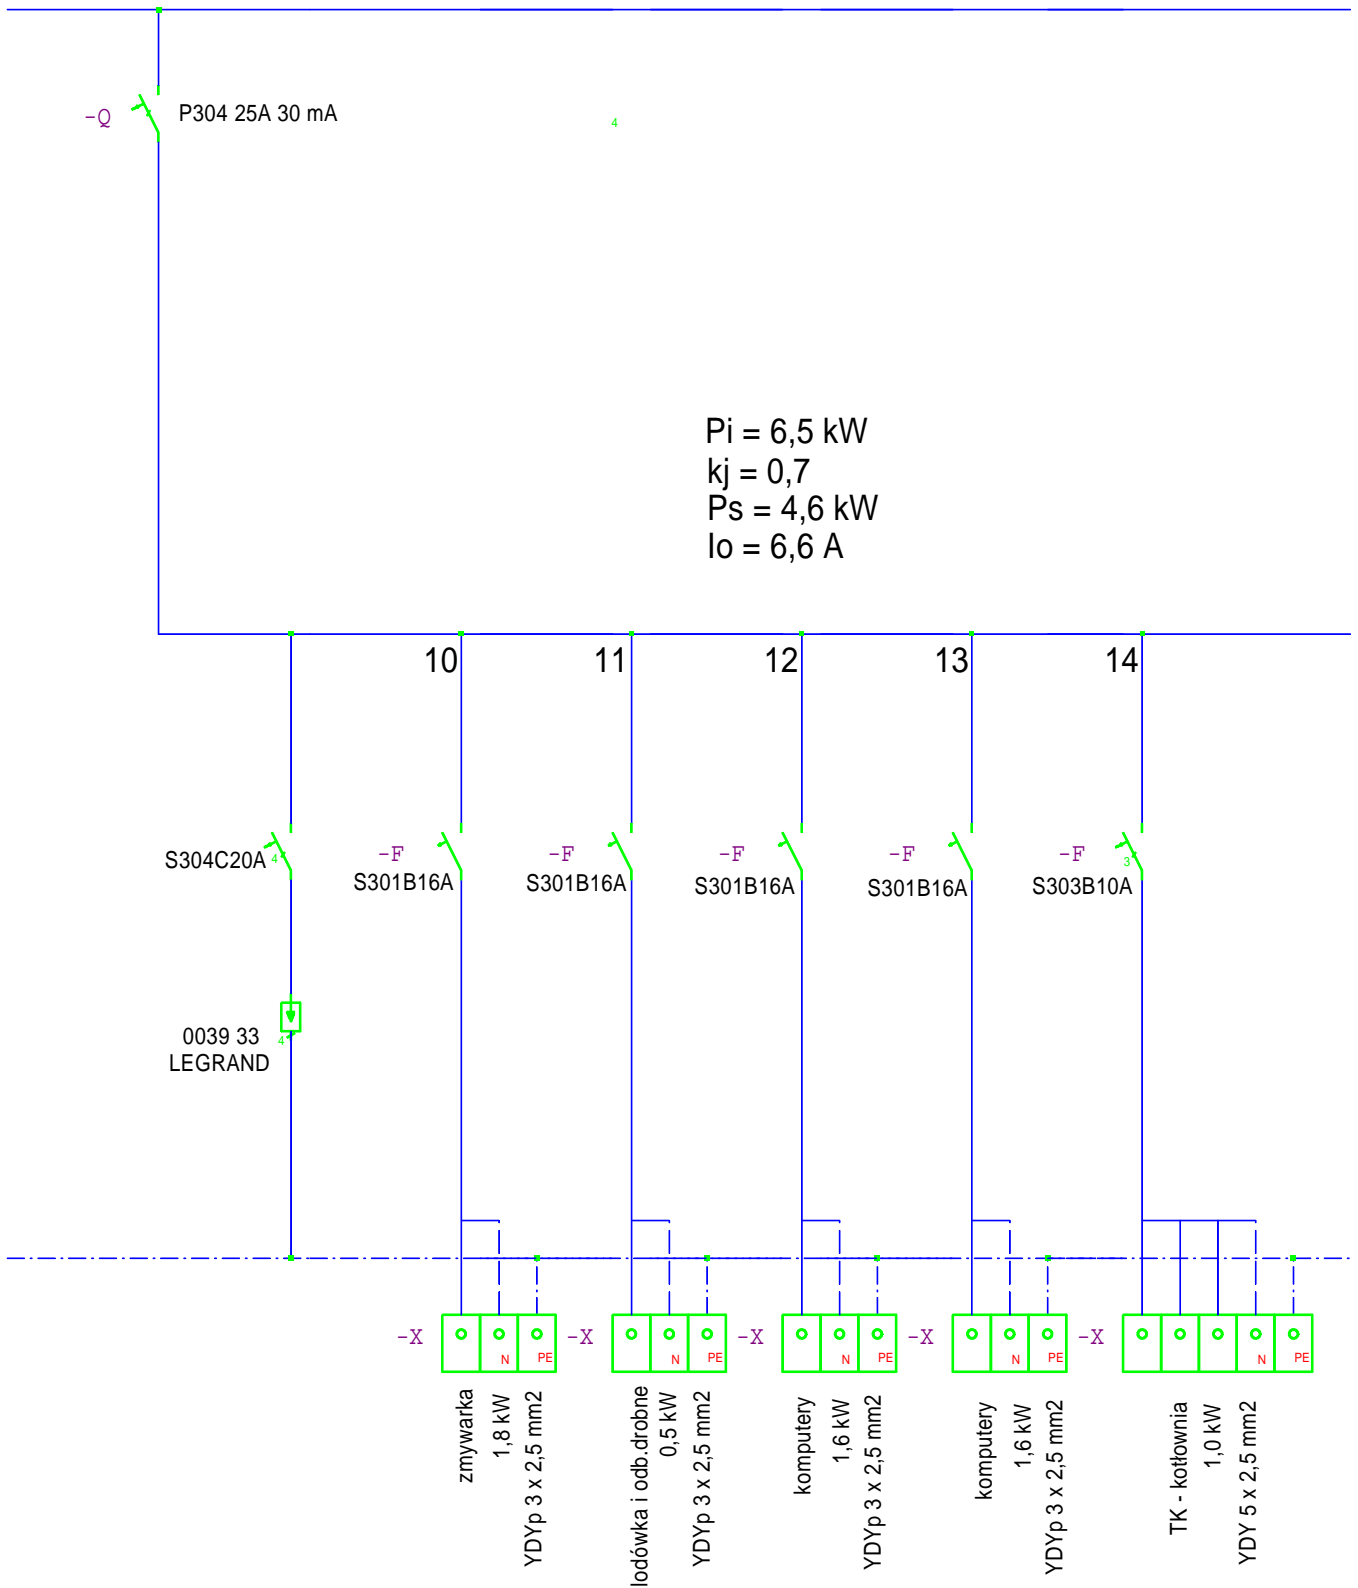 -Q
P304 25A 30 mA
4
Pi = 6,5 kW
kj = 0,7
Ps = 4,6 kW
Io = 6,6 A
10
11
12
13
14
S304C20A
4
-F
S301B16A
-F
S301B16A
-F
S301B16A
-F
S301B16A
-F
3
S303B10A
0039 33
LEGRAND
4
-X
N
PE
-X
N
PE
-X
N
PE
-X
N
PE
-X
N
PE
zmywarka
1,8 kW
YDYp 3 x 2,5 mm2
lodówka i odb.drobne
0,5 kW
YDYp 3 x 2,5 mm2
komputery
1,6 kW
YDYp 3 x 2,5 mm2
komputery
1,6 kW
YDYp 3 x 2,5 mm2
TK - kotłownia
1,0 kW
YDY 5 x 2,5 mm2